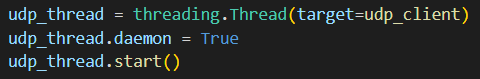 udp_thread = threading.Thread(target=udp_client)
udp_thread.daemon = True
udp_thread.start()